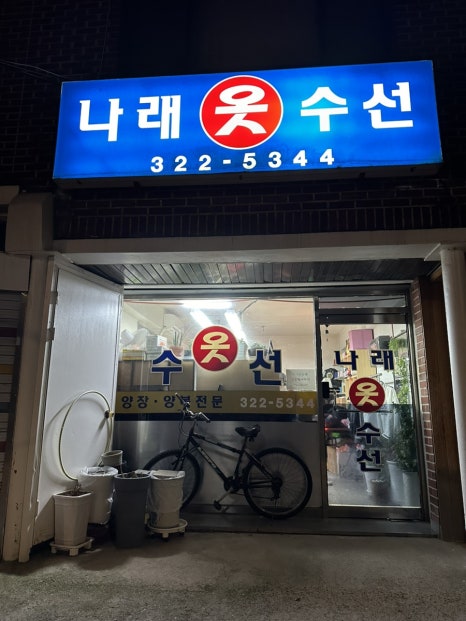 나래 옷 수선
322-5344
수 옷 선
양장·양복전문 322-5344
나래
옷
수선